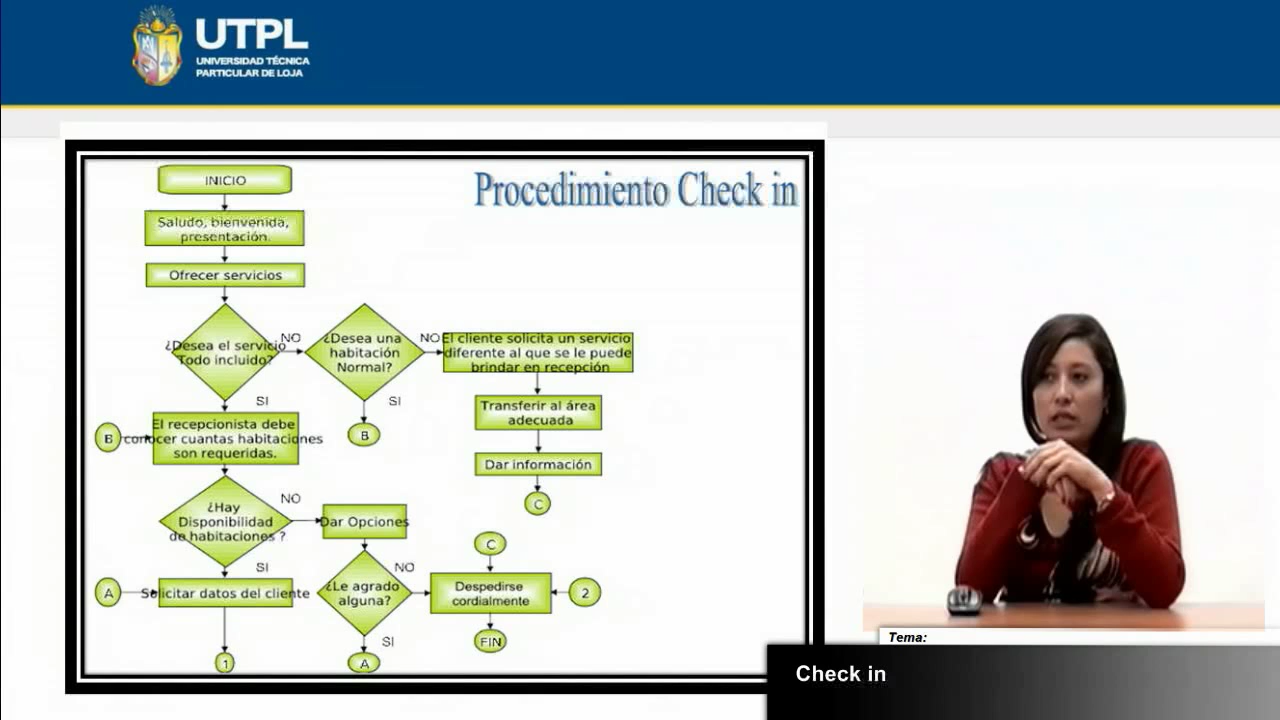 UTPL
UNIVERSIDAD TÉCNICA
PARTICULAR DE LOJA
Procedimiento Check in
INICIO
Saludo, bienvenida,
presentación.
Ofrecer servicios
¿Desea el servicio
Todo incluido?
NO
SI
¿Desea una
habitación
Normal?
NO
SI
B
El cliente solicita un servicio
diferente al que se le puede
brindar en recepción
Transferir al área
adecuada
Dar información
C
B
El recepcionista debe
conocer cuantas habitaciones
son requeridas.
¿Hay
Disponibilidad
de habitaciones ?
NO
SI
Dar Opciones
¿Le agrado
alguna?
NO
SI
A
C
Despedirse
cordialmente
2
FIN
A
Solicitar datos del cliente
1
Tema:
Check in